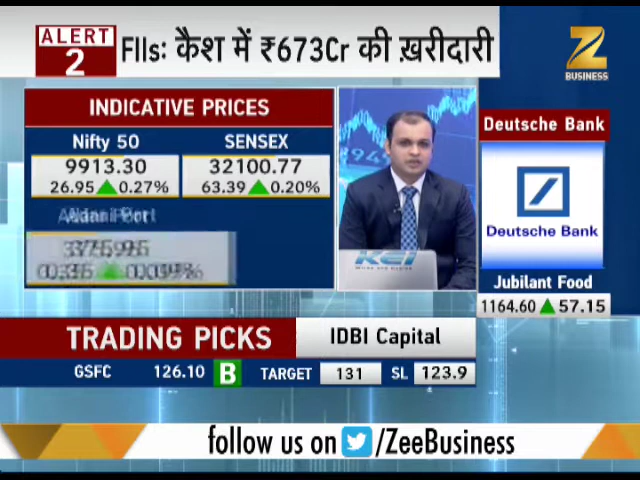 ALERT
2
FIIs: कैश में ₹673Cr की ख़रीदारी
Z
BUSINESS
INDICATIVE PRICES
Nifty 50
9913.30
26.95 ▲ 0.27%
SENSEX
32100.77
63.39 ▲ 0.20%
KEI
Deutsche Bank
Deutsche Bank
Jubilant Food
1164.60 ▲ 57.15
TRADING PICKS
IDBI Capital
GSFC 126.10 B TARGET 131 SL 123.9
follow us on /ZeeBusiness